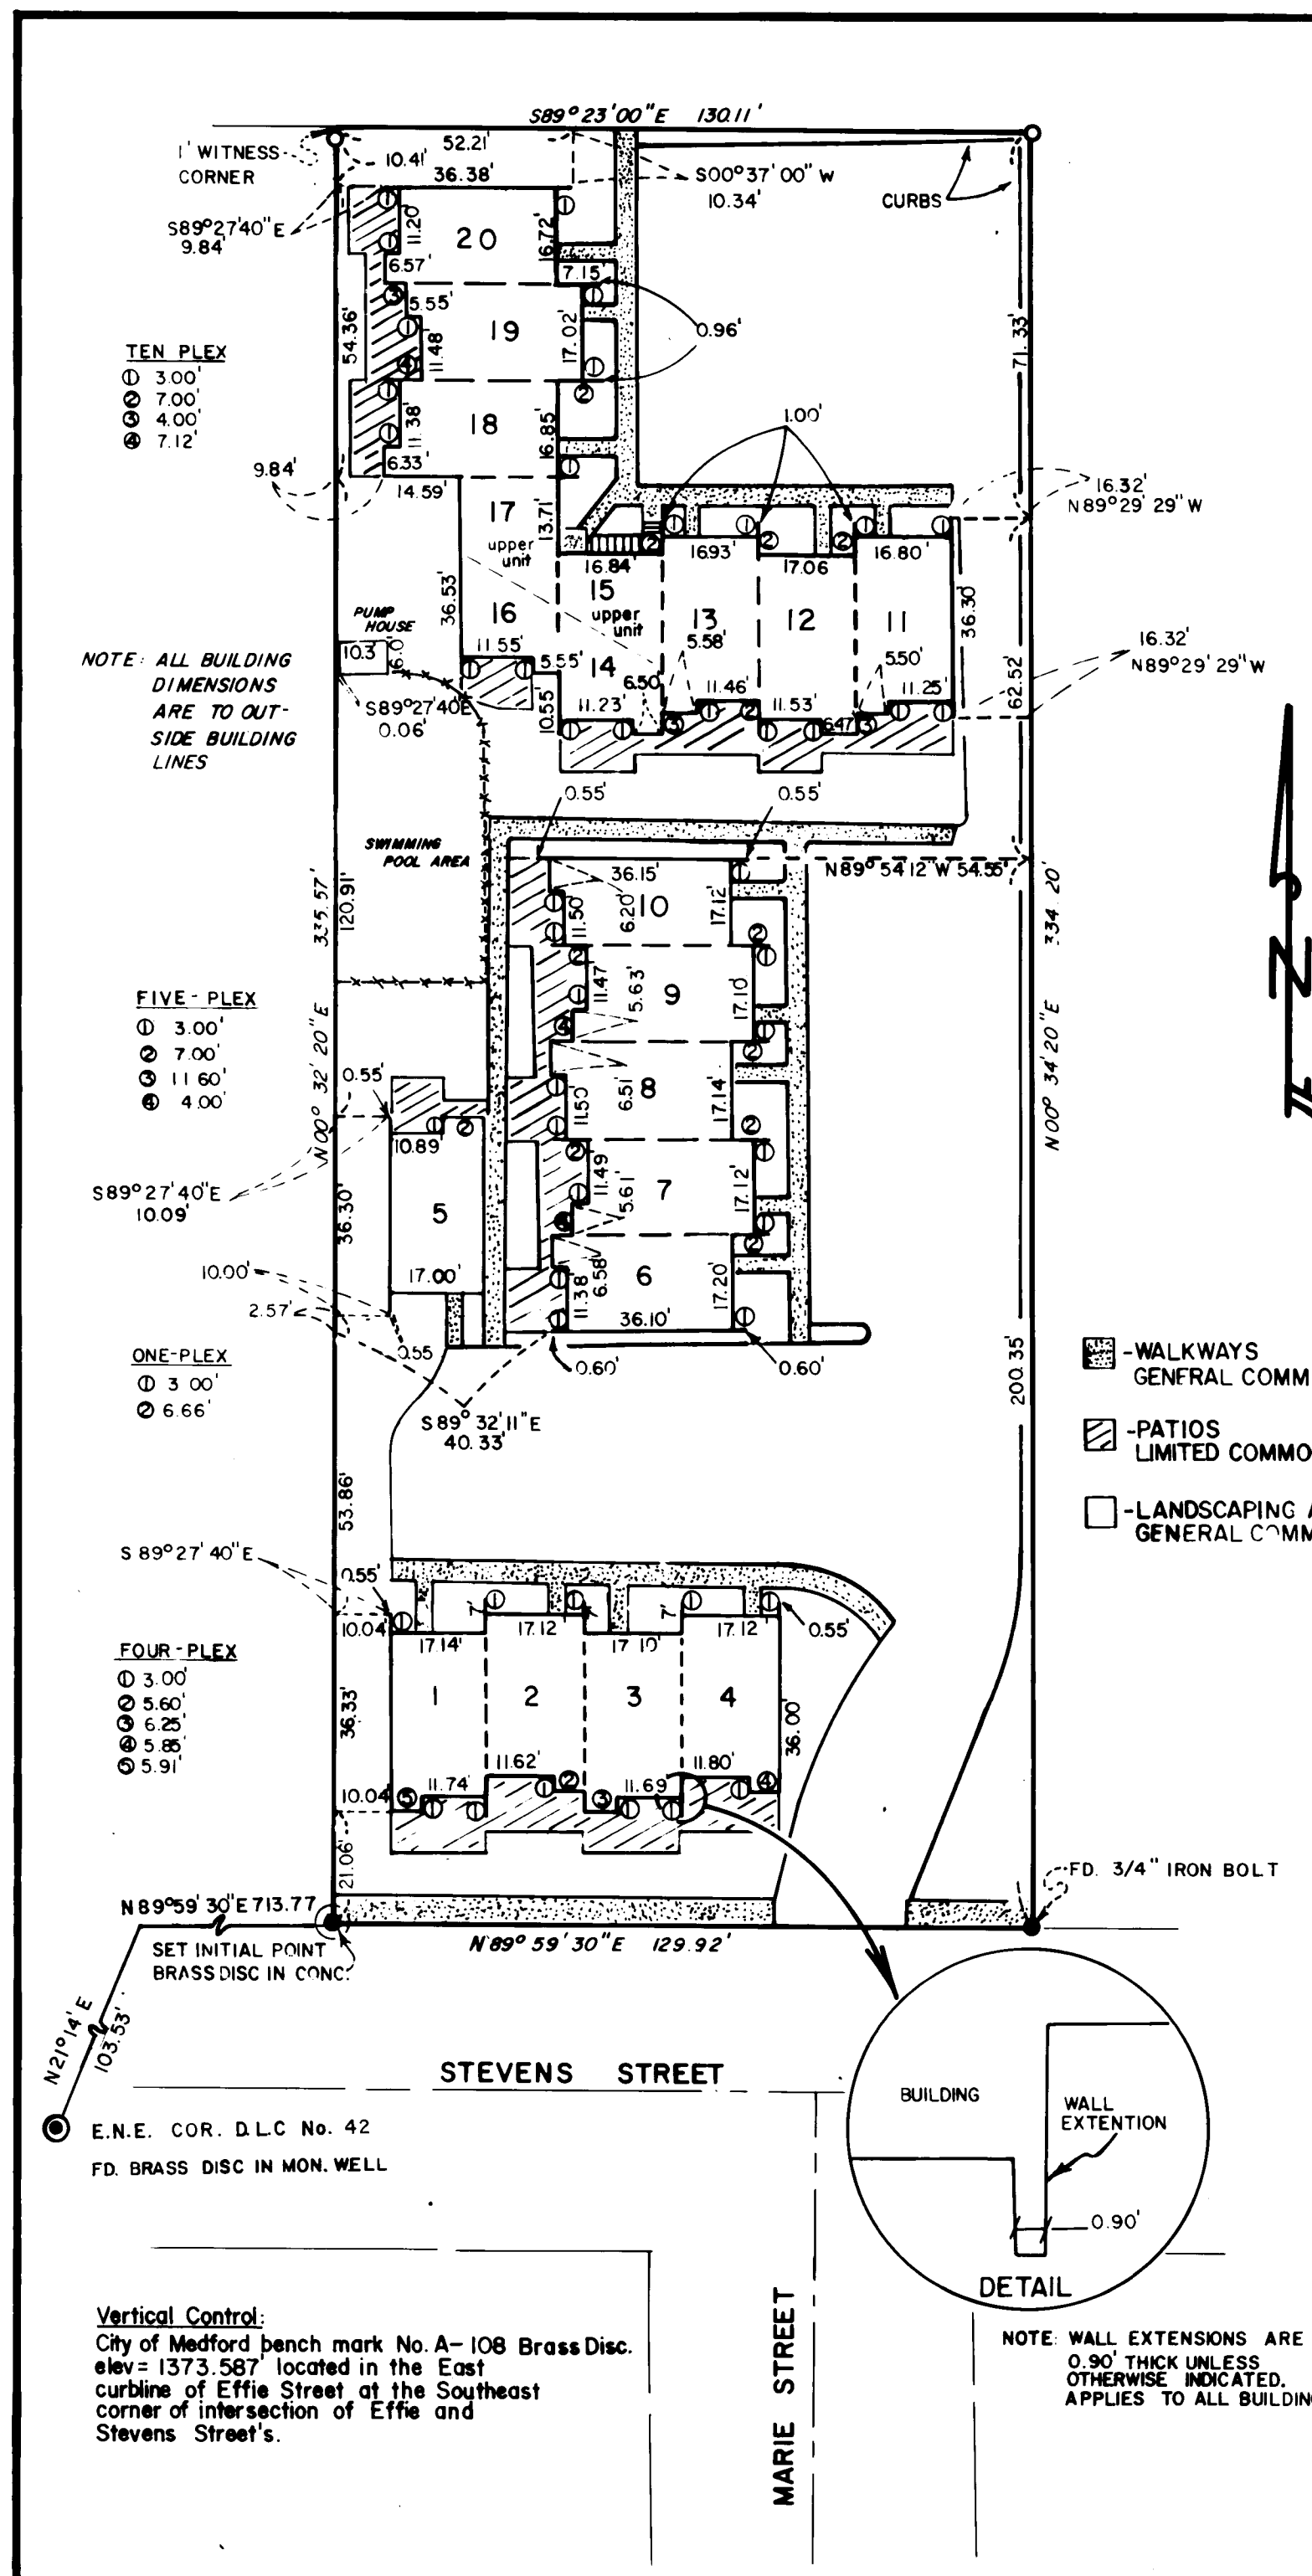 S89°23'00"E 130.11'
1' WITNESS
CORNER
52.21'
10.41'
36.38'
S00°37'00"W
10.34'
CURBS
S89°27'40"E
9.84'
11.20'
20
16.72'
6.57'
7.15'
5.55'
54.36'
19
17.02'
0.96'
71.33'
11.48
TEN PLEX
① 3.00'
② 7.00'
③ 4.00'
④ 7.12'
11.38'
18
16.85'
1.00'
9.84'
6.33'
14.59'
16.32'
N89°29'29"W
17
upper
unit
13.71'
16.84'
16.93'
17.06
16.80'
15
upper
unit
36.53'
16
13
12
11
36.30'
PUMP
HOUSE
10.3
16.0'
11.55'
5.55'
5.58'
5.50'
16.32'
N89°29'29"W
14
NOTE: ALL BUILDING
DIMENSIONS
ARE TO OUT-
SIDE BUILDING
LINES
S89°27'40E
0.06'
10.55'
11.23'
6.50'
11.46'
11.53'
6.47'
11.25'
62.52'
0.55'
0.55'
SWIMMING
POOL AREA
N89°54'12"W 54.55'
36.15'
335.57'
120.91'
11.50'
6.20'
10
17.12'
334.20'
11.47
5.63'
9
17.10'
FIVE-PLEX
① 3.00'
② 7.00'
③ 11.60'
④ 4.00'
N00°32'20"E
N00°34'20"E
0.55'
11.50'
6.51
8
17.14'
10.89'
S89°27'40"E
10.09'
36.30'
5
11.49'
5.61'
7
17.12'
10.00'
17.00'
2.57'
11.38
6.58'
6
17.20'
36.10'
0.55
0.60'
0.60'
ONE-PLEX
① 3.00'
② 6.66'
S89°32'11"E
40.33'
200.35'
-WALKWAYS
GENERAL COMM
-PATIOS
LIMITED COMMO
-LANDSCAPING
GENERAL COMM
53.86'
S89°27'40"E
0.55'
10.04'
7'
7'
7'
17.14'
17.12'
17.10'
17.12'
0.55'
FOUR-PLEX
① 3.00'
② 5.60'
③ 6.25'
④ 5.85'
⑤ 5.91'
36.33'
1
2
3
4
36.00'
10.04'
11.74'
11.62'
11.69
11.80'
21.06'
FD. 3/4" IRON BOLT
N89°59'30"E 713.77
SET INITIAL POINT
BRASS DISC IN CONC.
N89°59'30"E 129.92'
N21°14'E
103.53'
STEVENS STREET
E.N.E. COR. D.L.C No. 42
FD. BRASS DISC IN MON. WELL
BUILDING
WALL
EXTENTION
0.90'
DETAIL
MARIE STREET
Vertical Control:
City of Medford bench mark No. A-108 Brass Disc.
elev= 1373.587' located in the East
curbline of Effie Street at the Southeast
corner of intersection of Effie and
Stevens Street's.
NOTE: WALL EXTENSIONS ARE
0.90' THICK UNLESS
OTHERWISE INDICATED.
APPLIES TO ALL BUILDIN